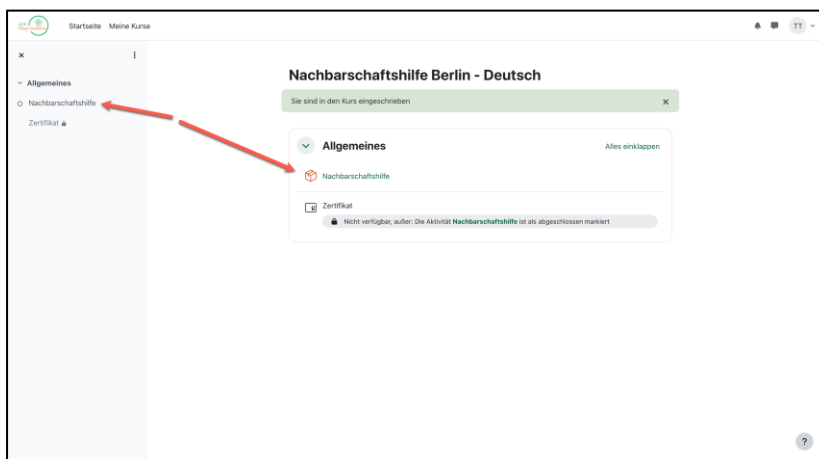 Startseite Meine Kurse
TT
Allgemeines
Nachbarschaftshilfe
Zertifikat
Nachbarschaftshilfe Berlin - Deutsch
Sie sind in den Kurs eingeschrieben
Allgemeines
Alles einklappen
Nachbarschaftshilfe
Zertifikat
Nicht verfügbar, außer: Die Aktivität Nachbarschaftshilfe ist als abgeschlossen markiert
?